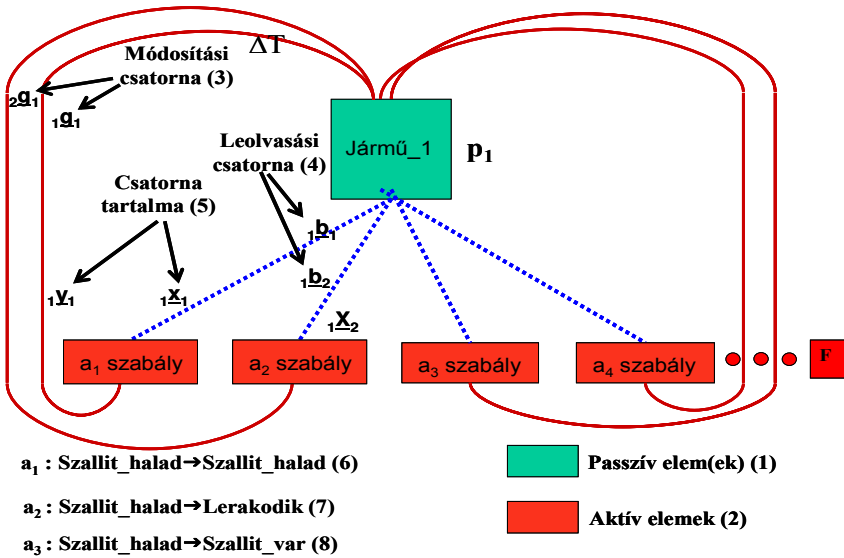 ΔT
Módosítási
csatorna (3)
₂g₁
₁g₁
Jármű_1
p₁
Leolvasási
csatorna (4)
Csatorna
tartalma (5)
₁b₁
₁b₂
₁y₁
₁x₁
₁X₂
a₁ szabály
a₂ szabály
a₃ szabály
a₄ szabály
F
a₁ : Szallit_halad→Szallit_halad (6)
a₂ : Szallit_halad→Lerakodik (7)
a₃ : Szallit_halad→Szallit_var (8)
Passzív elem(ek) (1)
Aktív elemek (2)